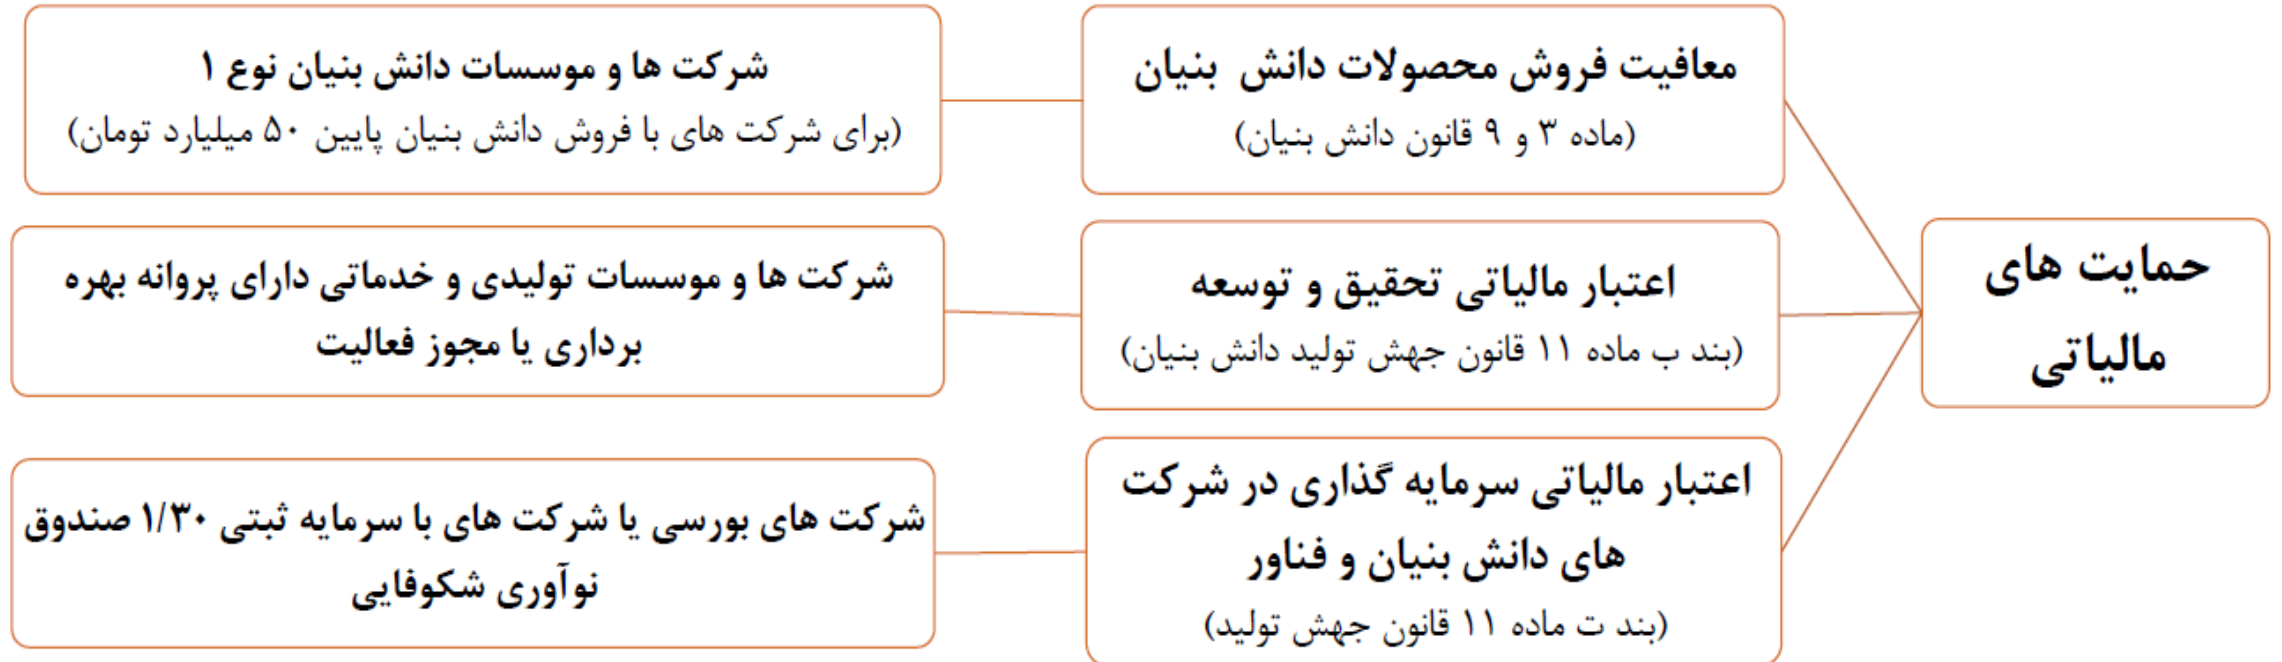 حمایت های
مالیاتی
معافیت فروش محصولات دانش بنیان
(ماده ۳ و ۹ قانون دانش بنیان)
شرکت ها و موسسات دانش بنیان نوع ۱
(برای شرکت های با فروش دانش بنیان پایین ۵۰ میلیارد تومان)
اعتبار مالیاتی تحقیق و توسعه
(بند ب ماده ۱۱ قانون جهش تولید دانش بنیان)
شرکت ها و موسسات تولیدی و خدماتی دارای پروانه بهره
برداری یا مجوز فعالیت
اعتبار مالیاتی سرمایه گذاری در شرکت
های دانش بنیان و فناور
(بند ت ماده ۱۱ قانون جهش تولید)
شرکت های بورسی یا شرکت های با سرمایه ثبتی ۱/۳۰ صندوق
نوآوری شکوفایی